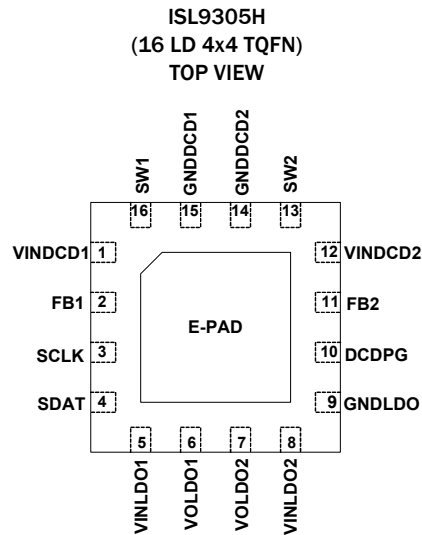 ISL9305H
(16 LD 4x4 TQFN)
TOP VIEW
SW1
GNDDCD1
GNDDCD2
SW2
16
15
14
13
VINDCD1 1
12 VINDCD2
FB1 2
11 FB2
E-PAD
SCLK 3
10 DCDPG
SDAT 4
9 GNDLDO
5
6
7
8
VINLDO1
VOLDO1
VOLDO2
VINLDO2